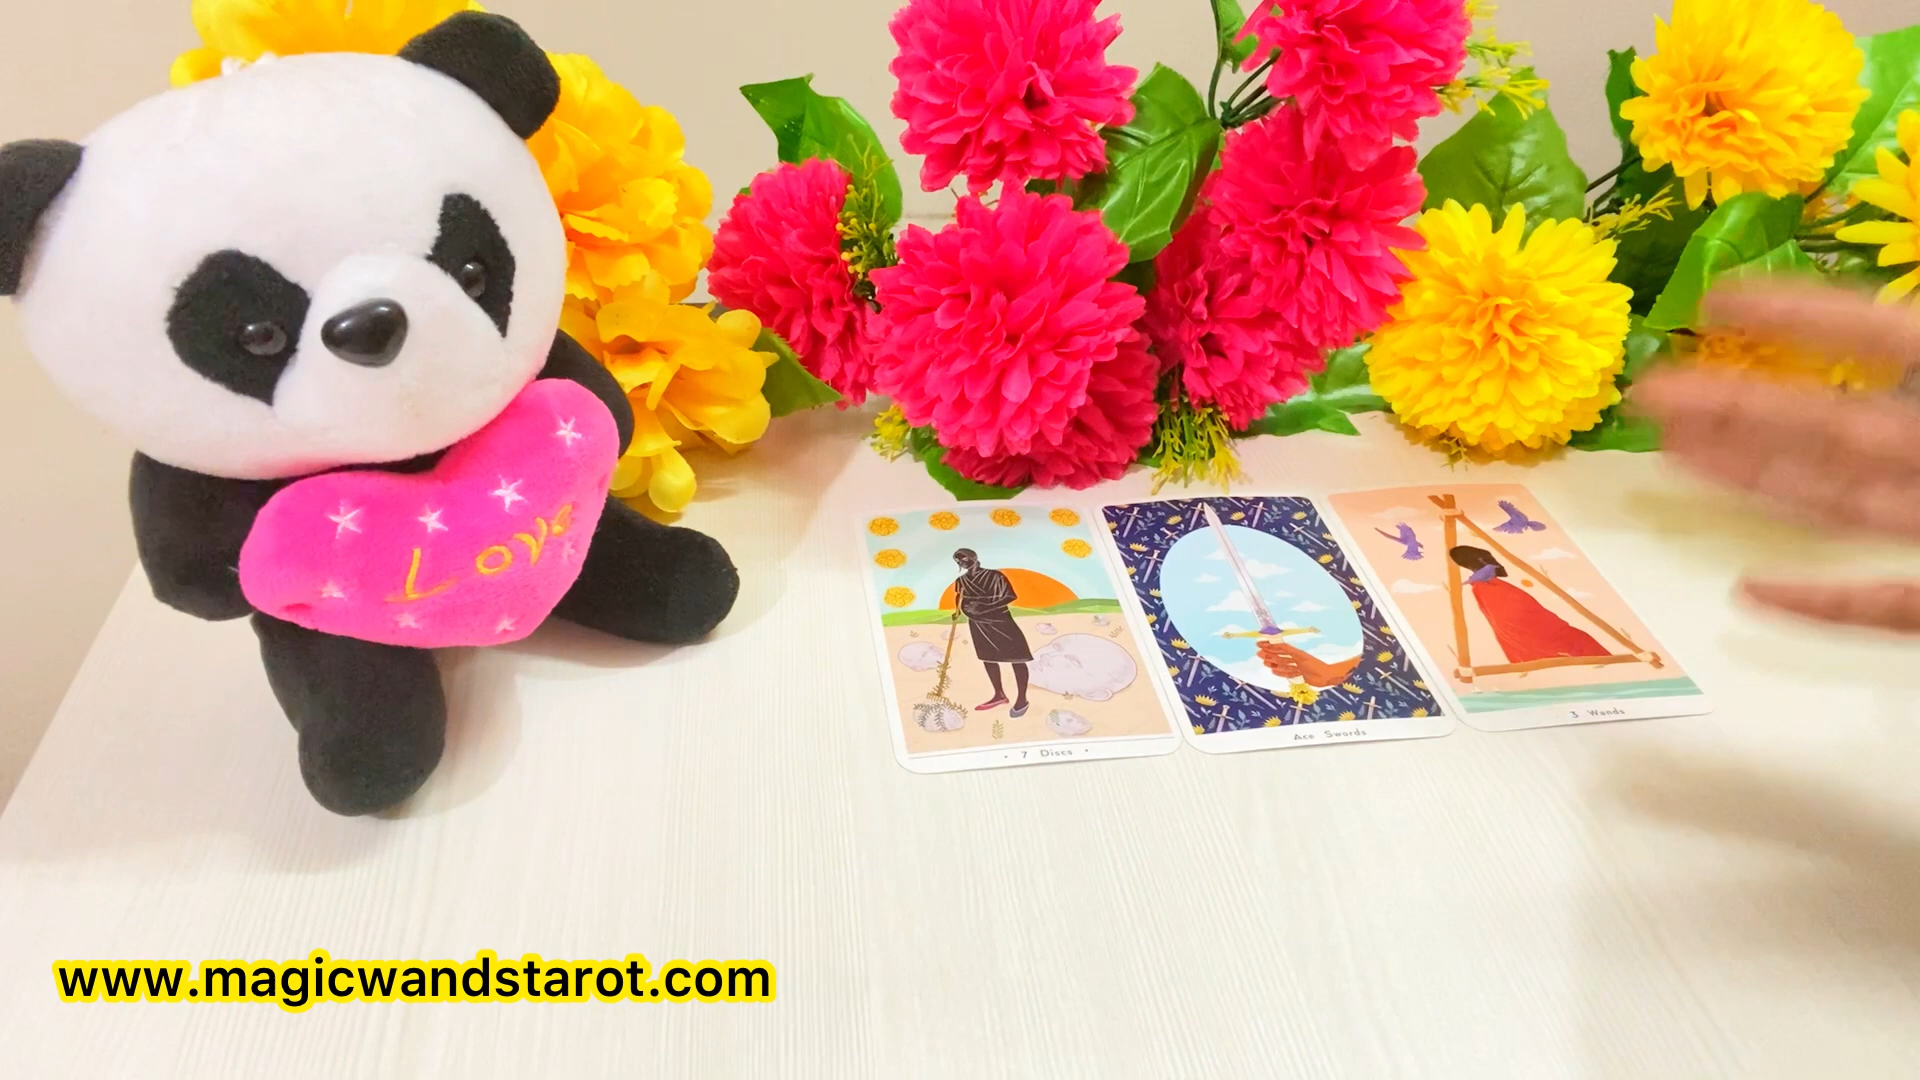 Love
· 7 Discs ·
Ace Swords
3 Wands
www.magicwandstarot.com